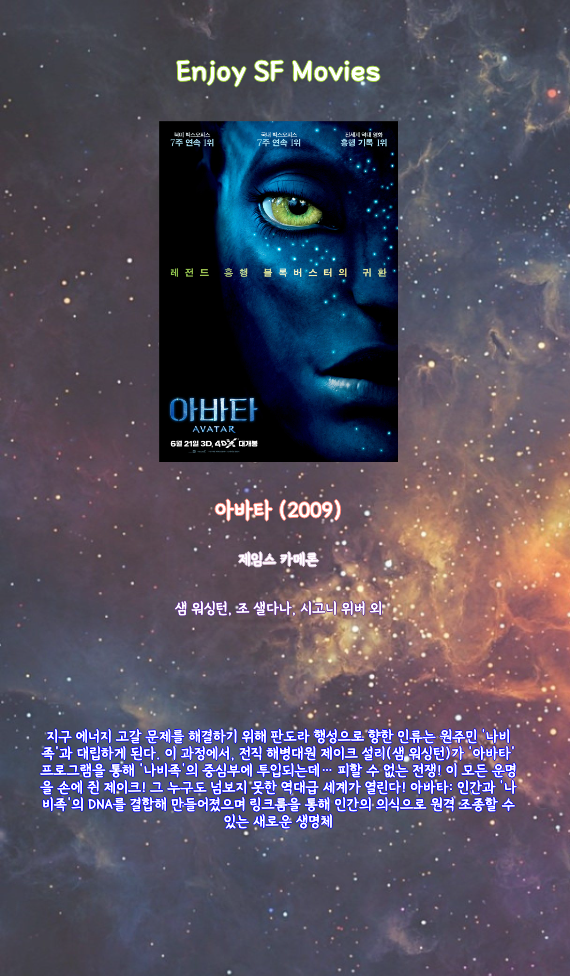 Enjoy SF Movies
국내 박스오피스 국내 박스오피스 전세계 역대 영화
7주 연속 1위 7주 연속 1위 흥행 기록 1위
레전드 흥행 블록버스터의 귀환
아바타
AVATAR
6월 21일 3D, 4DX 대개봉
아바타 (2009)
제임스 카메론
샘 워싱턴, 조 샐다나, 시고니 위버 외
지구 에너지 고갈 문제를 해결하기 위해 판도라 행성으로 향한 인류는 원주민 '나비
족'과 대립하게 된다. 이 과정에서, 전직 해병대원 제이크 설리(샘 워싱턴)가 '아바타'
프로그램을 통해 '나비족'의 중심부에 투입되는데… 피할 수 없는 전쟁! 이 모든 운명
을 손에 쥔 제이크! 그 누구도 넘보지 못한 역대급 세계가 열린다! 아바타: 인간과 '나
비족'의 DNA를 결합해 만들어졌으며 링크룸을 통해 인간의 의식으로 원격 조종할 수
있는 새로운 생명체